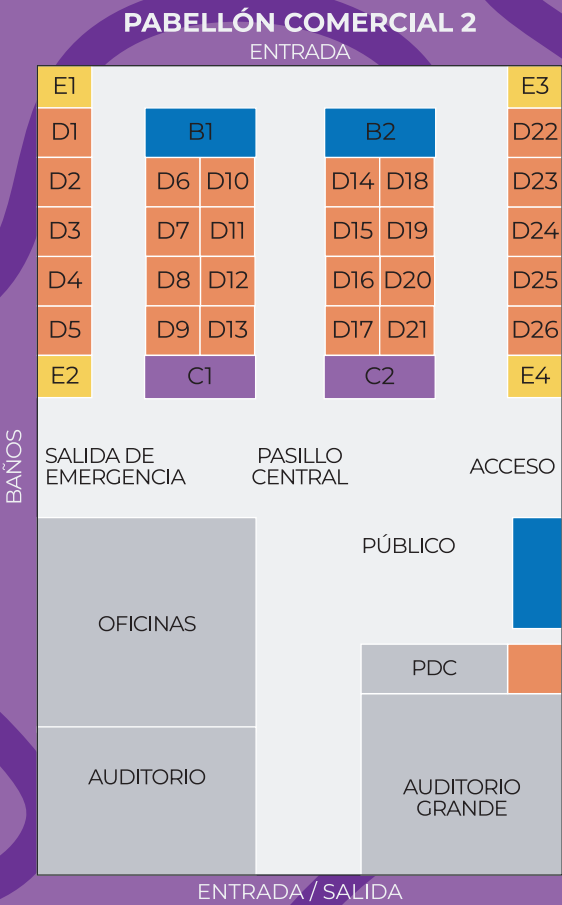 PABELLÓN COMERCIAL 2
ENTRADA
E1 E3
D1 B1 B2 D22
D2 D6 D10 D14 D18 D23
D3 D7 D11 D15 D19 D24
D4 D8 D12 D16 D20 D25
D5 D9 D13 D17 D21 D26
E2 C1 C2 E4
BAÑOS
SALIDA DE
EMERGENCIA
PASILLO
CENTRAL
ACCESO
PÚBLICO
OFICINAS
PDC
AUDITORIO
AUDITORIO
GRANDE
ENTRADA / SALIDA